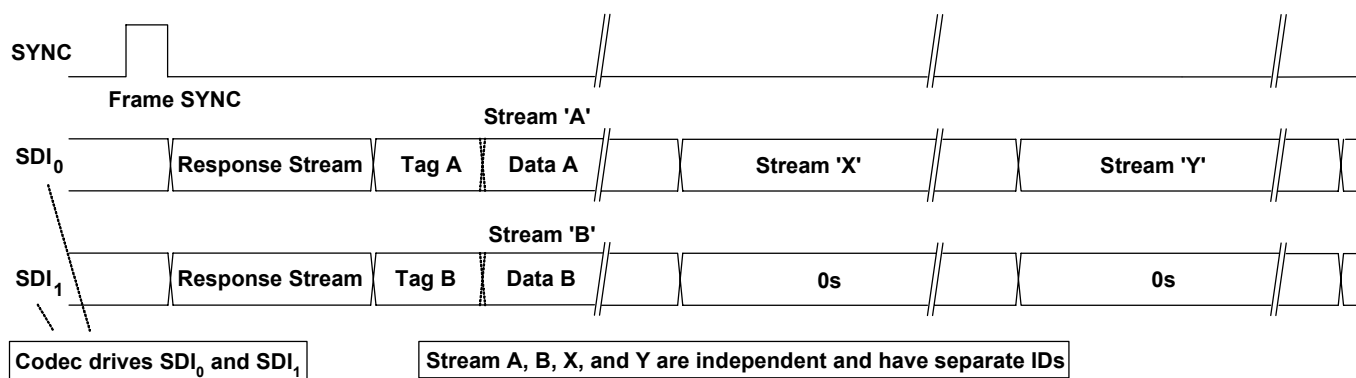 SYNC
Frame SYNC
Stream 'A'
SDI0 Response Stream Tag A Data A Stream 'X' Stream 'Y'
Stream 'B'
SDI1 Response Stream Tag B Data B 0s 0s
Codec drives SDI0 and SDI1 Stream A, B, X, and Y are independent and have separate IDs